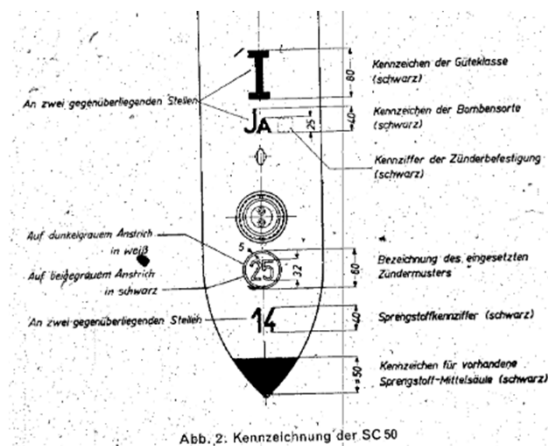 I
80
Kennzeichen der Güteklasse
(schwarz)
An zwei gegenüberliegenden Stellen
JA
25
40
Kennzeichen der Bombensorte
(schwarz)
Kennziffer der Zünderbefestigung
(schwarz)
Auf dunkelgrauem Anstrich
in weiß
5
25
32
60
Bezeichnung des eingesetzten
Zündermusters
Auf beigegrauem Anstrich
in schwarz
An zwei gegenüberliegenden Stellen
14
40
Sprengstoffkennziffer (schwarz)
≈50
Kennzeichen für vorhandene
Sprengstoff-Mittelsäule (schwarz)
Abb. 2. Kennzeichnung der SC 50